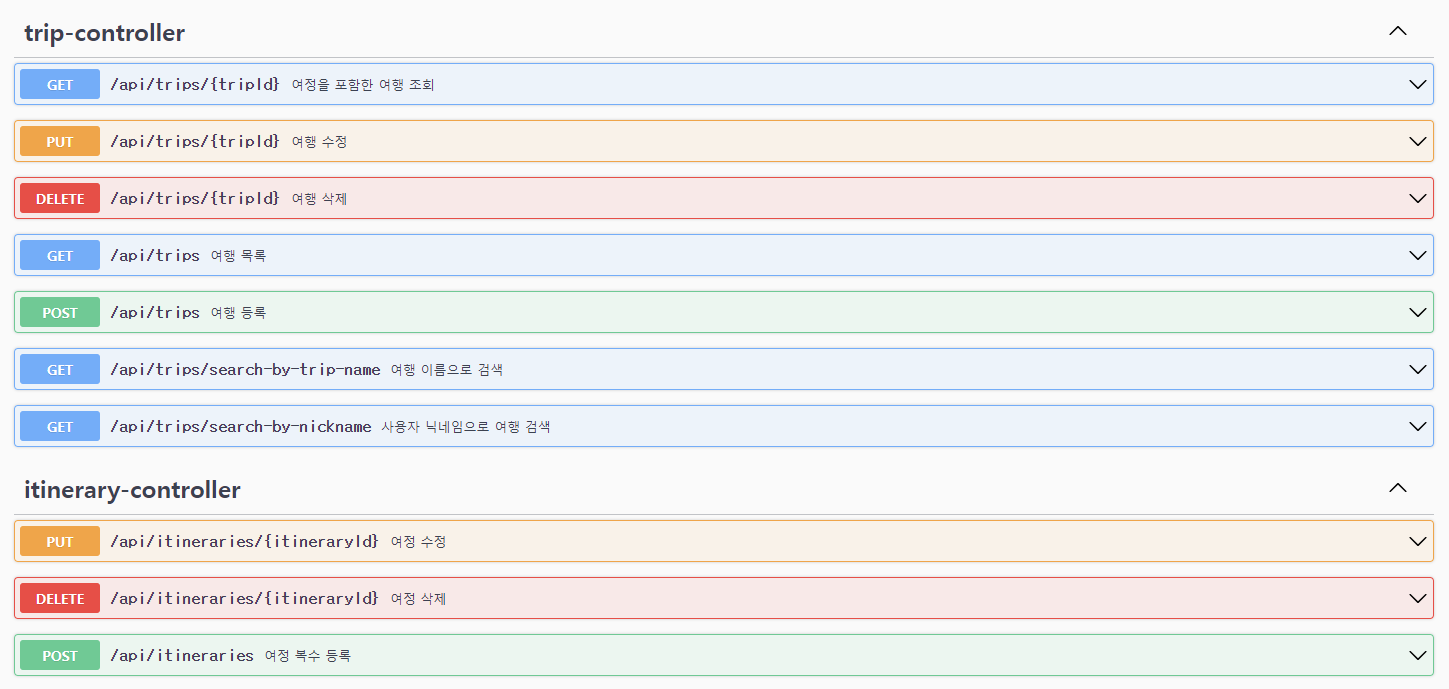 trip-controller
GET /api/trips/{tripId} 여정을 포함한 여행 조회
PUT /api/trips/{tripId} 여행 수정
DELETE /api/trips/{tripId} 여행 삭제
GET /api/trips 여행 목록
POST /api/trips 여행 등록
GET /api/trips/search-by-trip-name 여행 이름으로 검색
GET /api/trips/search-by-nickname 사용자 닉네임으로 여행 검색
itinerary-controller
PUT /api/itineraries/{itineraryId} 여정 수정
DELETE /api/itineraries/{itineraryId} 여정 삭제
POST /api/itineraries 여정 복수 등록